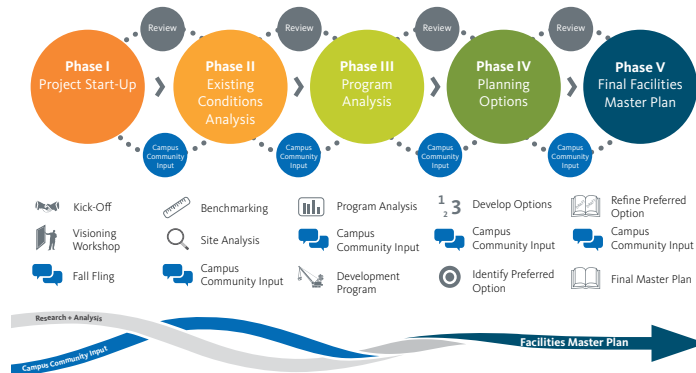 Review
Review
Review
Review
Phase I
Project Start-Up
Phase II
Existing
Conditions
Analysis
Phase III
Program
Analysis
Phase IV
Planning
Options
Phase V
Final Facilities
Master Plan
Campus
Community
Input
Campus
Community
Input
Campus
Community
Input
Campus
Community
Input
Kick-Off
Visioning
Workshop
Fall Fling
Benchmarking
Site Analysis
Campus
Community Input
Program Analysis
Campus
Community Input
Development
Program
1
2
3
Develop Options
Campus
Community Input
Identify Preferred
Option
Refine Preferred
Option
Campus
Community Input
Final Master Plan
Research + Analysis
Campus Community Input
Facilities Master Plan